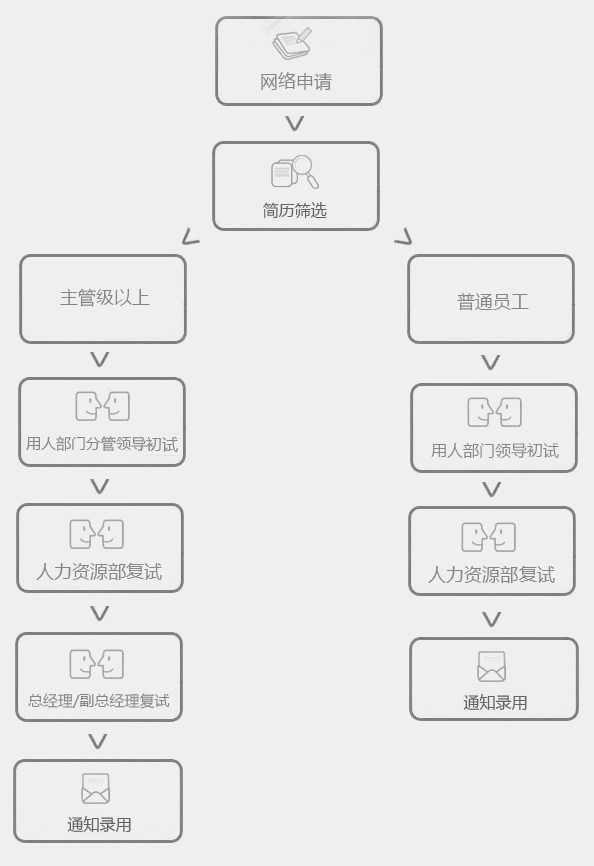 网络申请
简历筛选
主管级以上
普通员工
用人部门分管领导初试
用人部门领导初试
人力资源部复试
人力资源部复试
总经理/副总经理复试
通知录用
通知录用